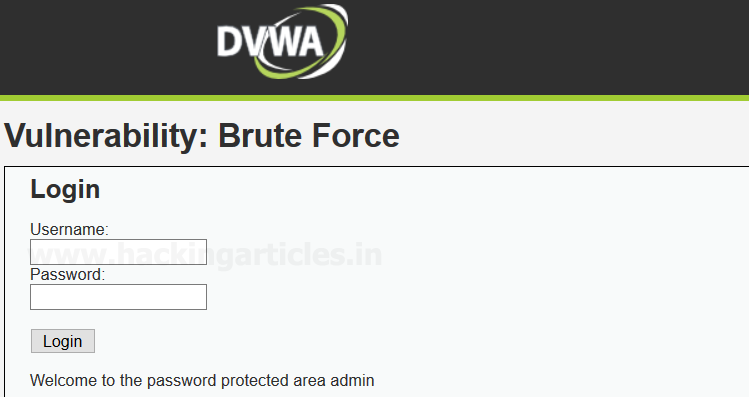 DVWA
Vulnerability: Brute Force
Login
Username:
www.hackingarticles.in
Password:
Login
Welcome to the password protected area admin